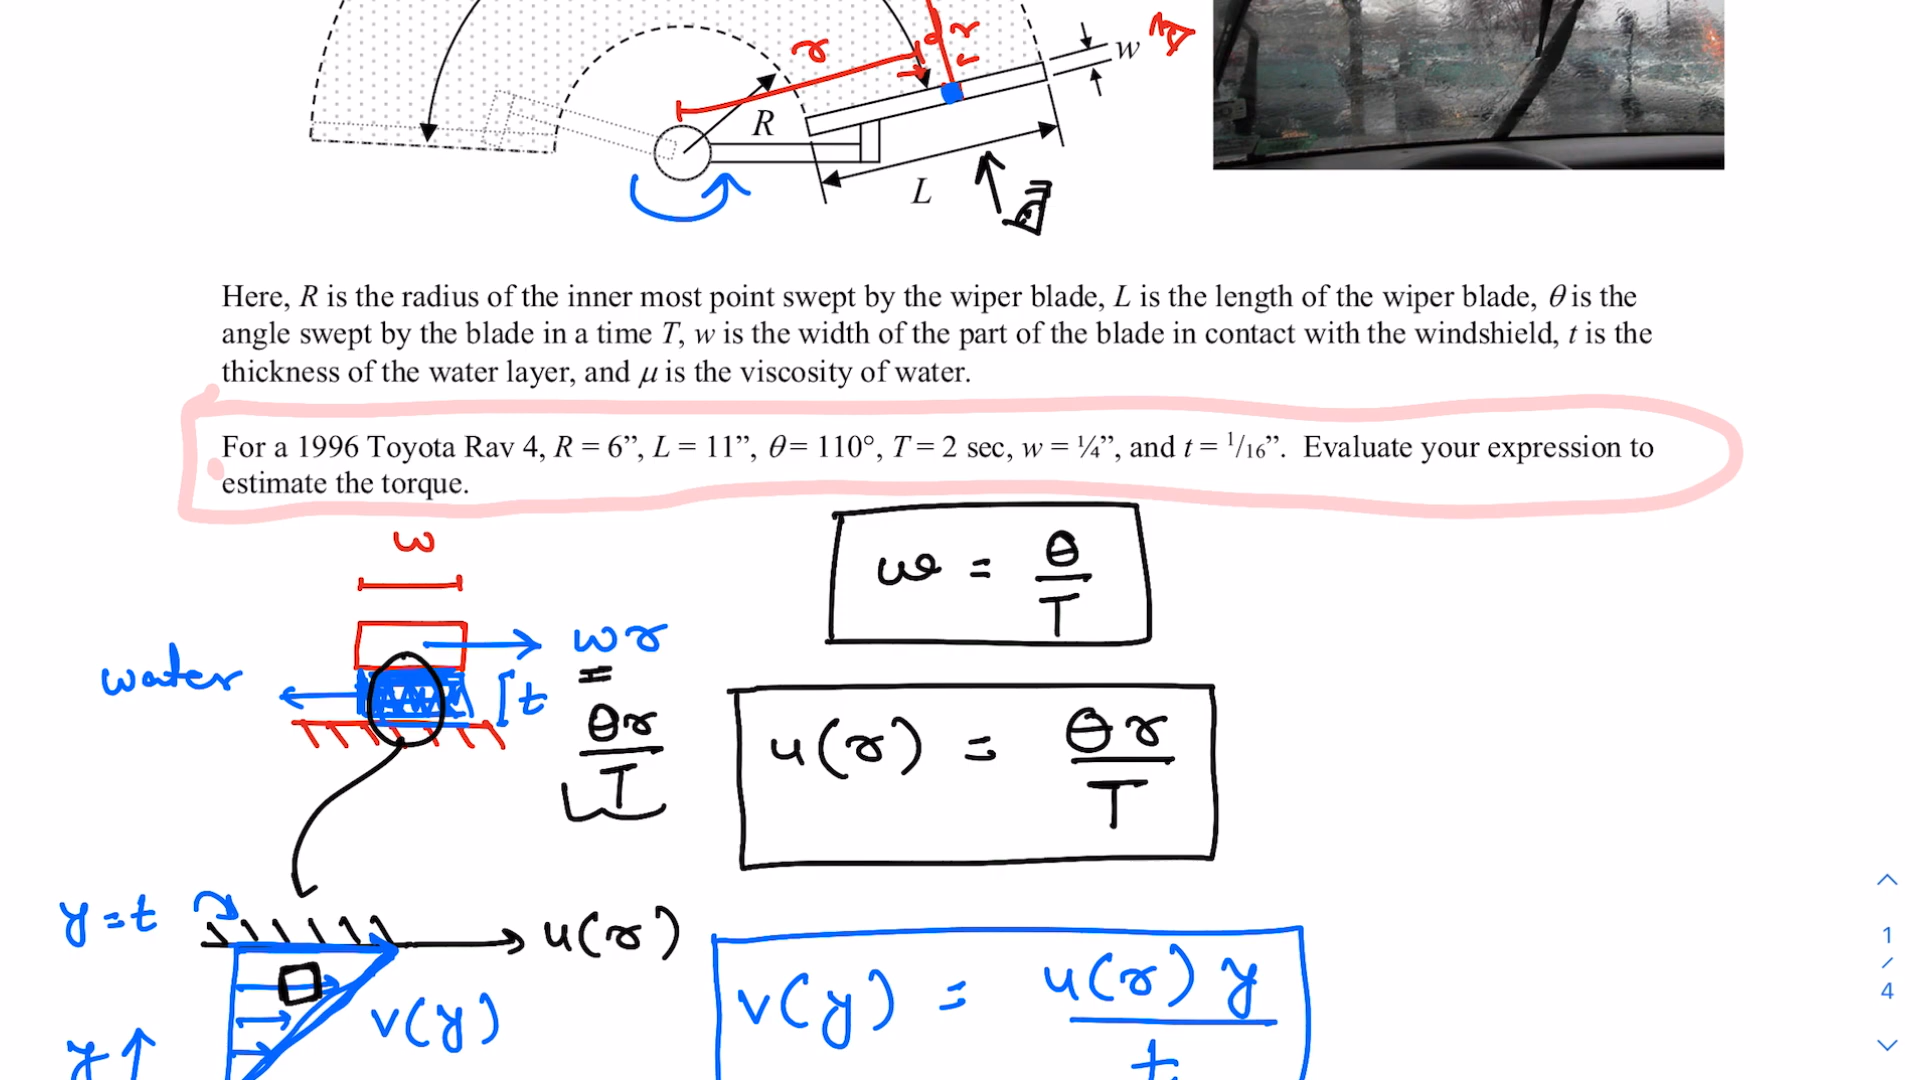 r
dr
w
R
L
Here, R is the radius of the inner most point swept by the wiper blade, L is the length of the wiper blade, θ is the
angle swept by the blade in a time T, w is the width of the part of the blade in contact with the windshield, t is the
thickness of the water layer, and μ is the viscosity of water.
For a 1996 Toyota Rav 4, R = 6”, L = 11”, θ = 110°, T = 2 sec, w = ¼”, and t = ¹/₁₆”. Evaluate your expression to
estimate the torque.
w
ω = θ/T
water
ωr
=
t
θr/T
u(r) = θr/T
y=t
u(r)
v(y) = u(r) y / t
v(y)
y
1
/
4